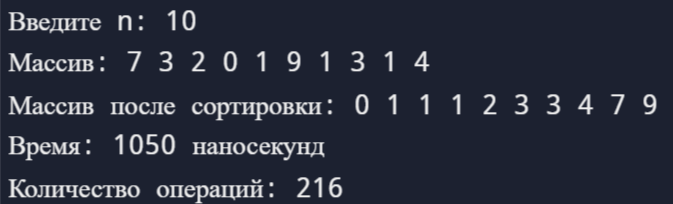 Введите n: 10
Массив: 7 3 2 0 1 9 1 3 1 4
Массив после сортировки: 0 1 1 1 2 3 3 4 7 9
Время: 1050 наносекунд
Количество операций: 216